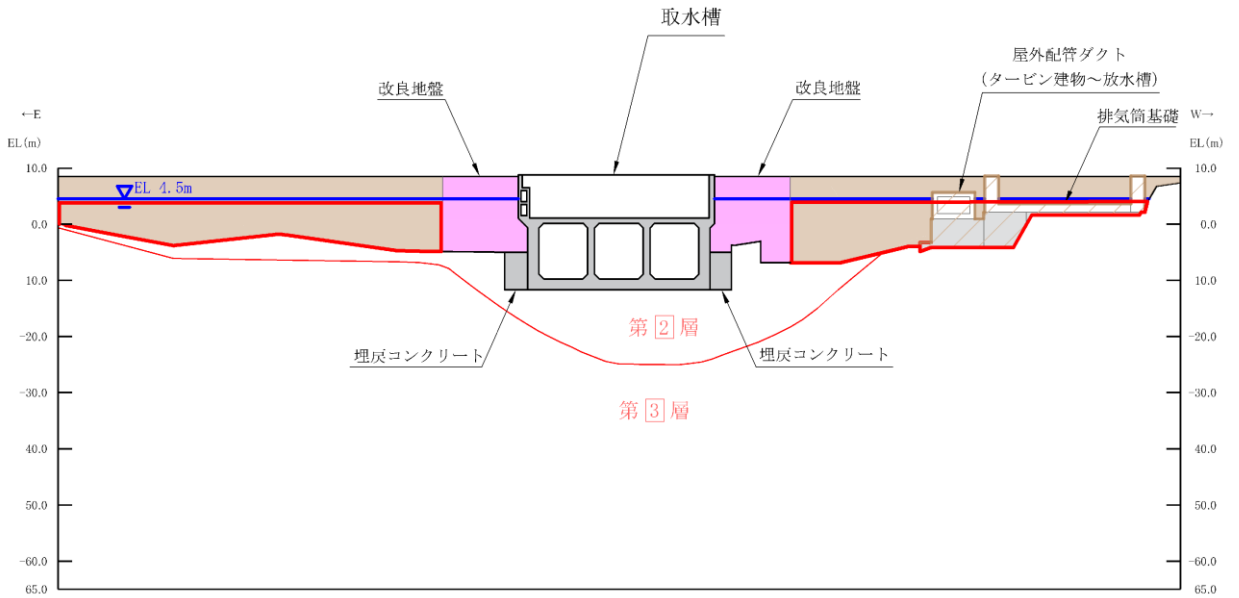 取水槽
屋外配管ダクト
(タービン建物～放水槽)
改良地盤
改良地盤
排気筒基礎
←E
W→
EL(m)
EL(m)
10.0
10.0
EL 4.5m
0.0
0.0
10.0
10.0
-20.0
-20.0
第2層
埋戻コンクリート
埋戻コンクリート
-30.0
-30.0
第3層
40.0
40.0
50.0
50.0
-60.0
-60.0
65.0
65.0